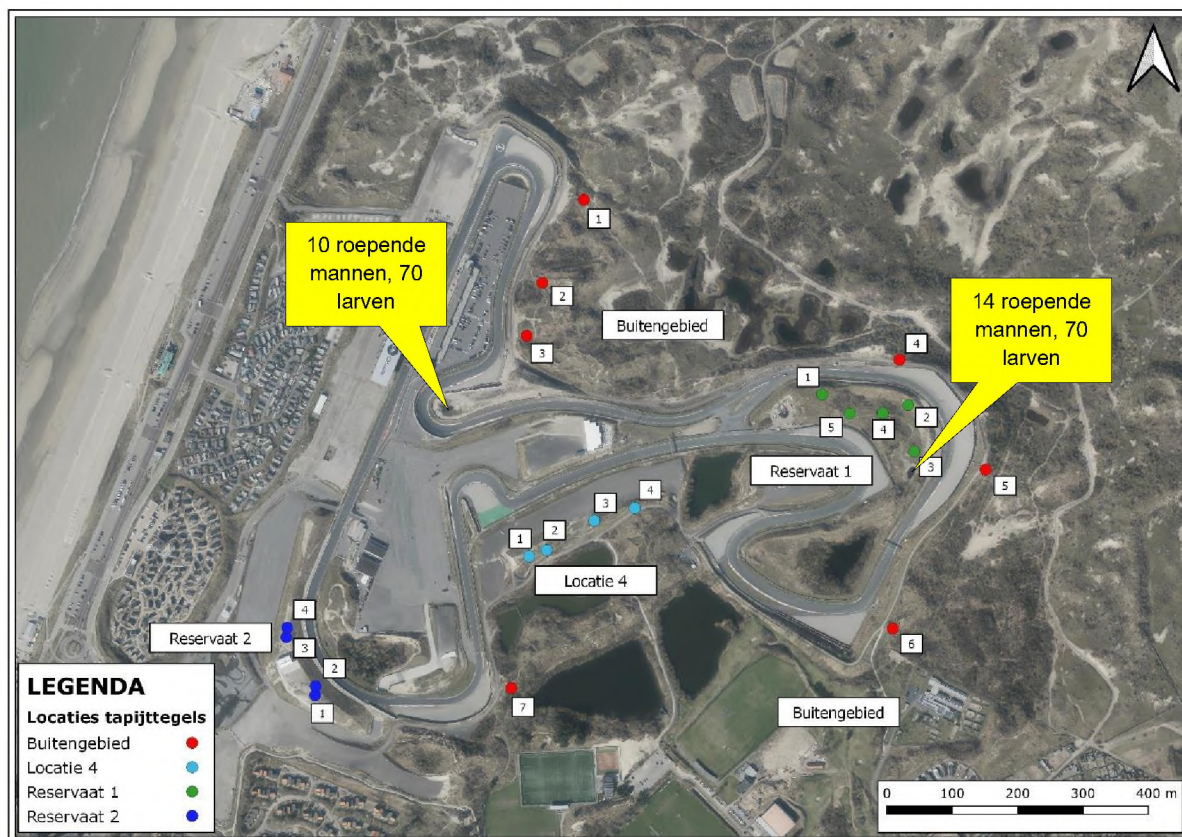 1
10 roepende
mannen, 70
larven
2
Buitengebied
14 roepende
mannen, 70
larven
3
4
1
5
4
2
Reservaat 1
3
5
4
3
2
1
Locatie 4
4
Reservaat 2
3
2
1
6
7
Buitengebied
LEGENDA
Locaties tapijttegels
Buitengebied
Locatie 4
Reservaat 1
Reservaat 2
0 100 200 300 400 m